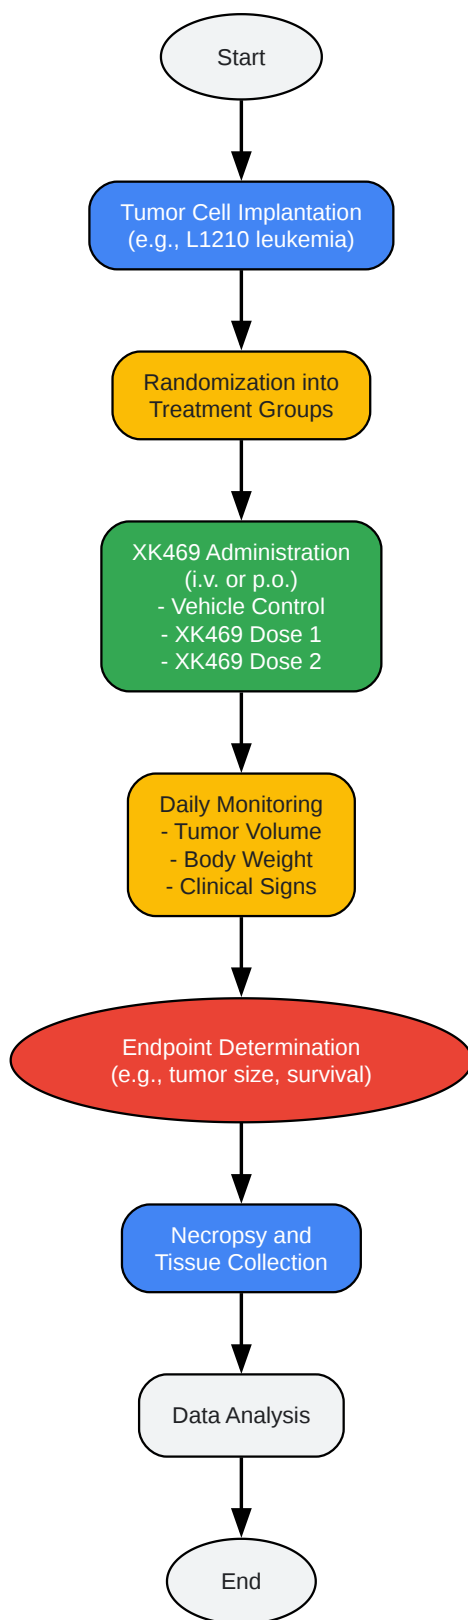 Start
Tumor Cell Implantation
(e.g., L1210 leukemia)
Randomization into
Treatment Groups
XK469 Administration
(i.v. or p.o.)
- Vehicle Control
- XK469 Dose 1
- XK469 Dose 2
Daily Monitoring
- Tumor Volume
- Body Weight
- Clinical Signs
Endpoint Determination
(e.g., tumor size, survival)
Necropsy and
Tissue Collection
Data Analysis
End